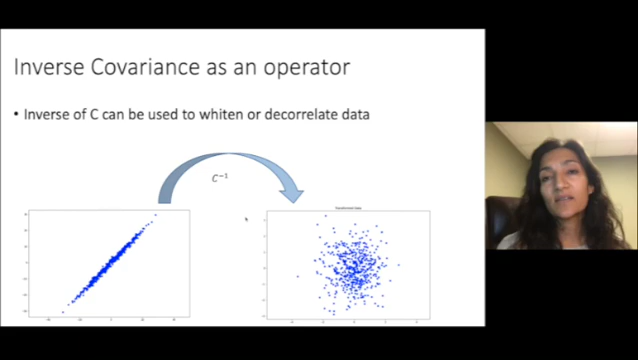 Inverse Covariance as an operator
• Inverse of C can be used to whiten or decorrelate data
C⁻¹
Transformed Data